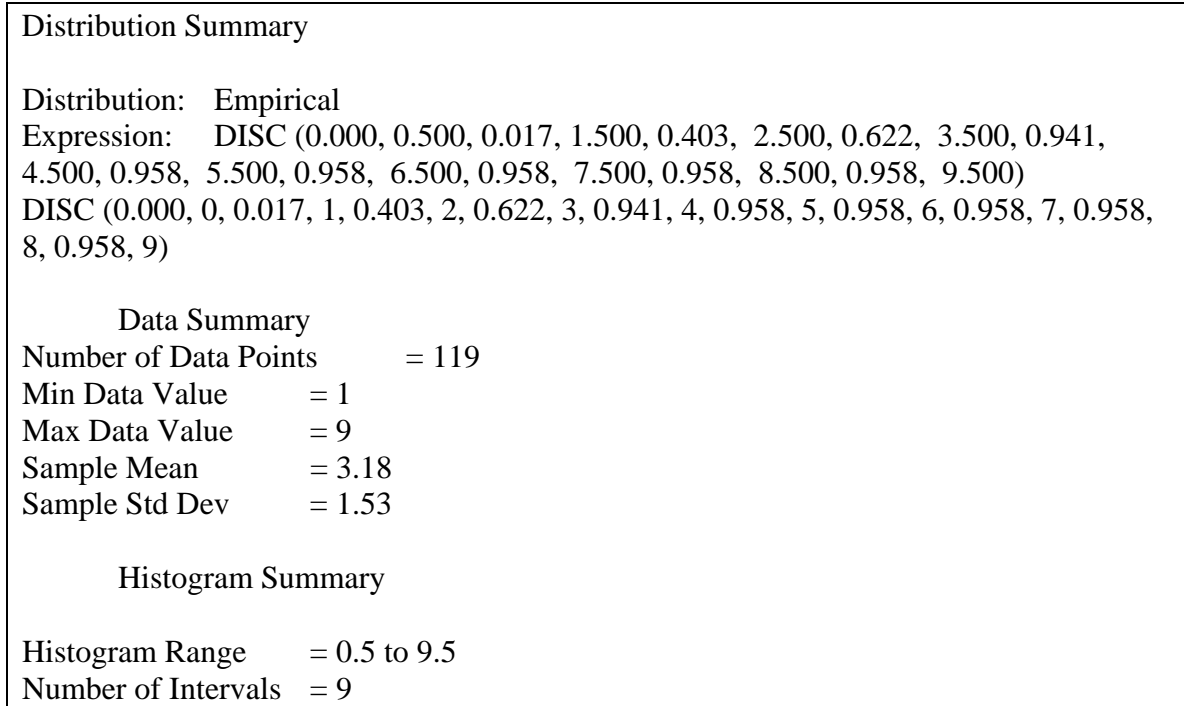 Distribution Summary
Distribution: Empirical
Expression: DISC (0.000, 0.500, 0.017, 1.500, 0.403, 2.500, 0.622, 3.500, 0.941,
4.500, 0.958, 5.500, 0.958, 6.500, 0.958, 7.500, 0.958, 8.500, 0.958, 9.500)
DISC (0.000, 0, 0.017, 1, 0.403, 2, 0.622, 3, 0.941, 4, 0.958, 5, 0.958, 6, 0.958, 7, 0.958,
8, 0.958, 9)
Data Summary
Number of Data Points = 119
Min Data Value = 1
Max Data Value = 9
Sample Mean = 3.18
Sample Std Dev = 1.53
Histogram Summary
Histogram Range = 0.5 to 9.5
Number of Intervals = 9